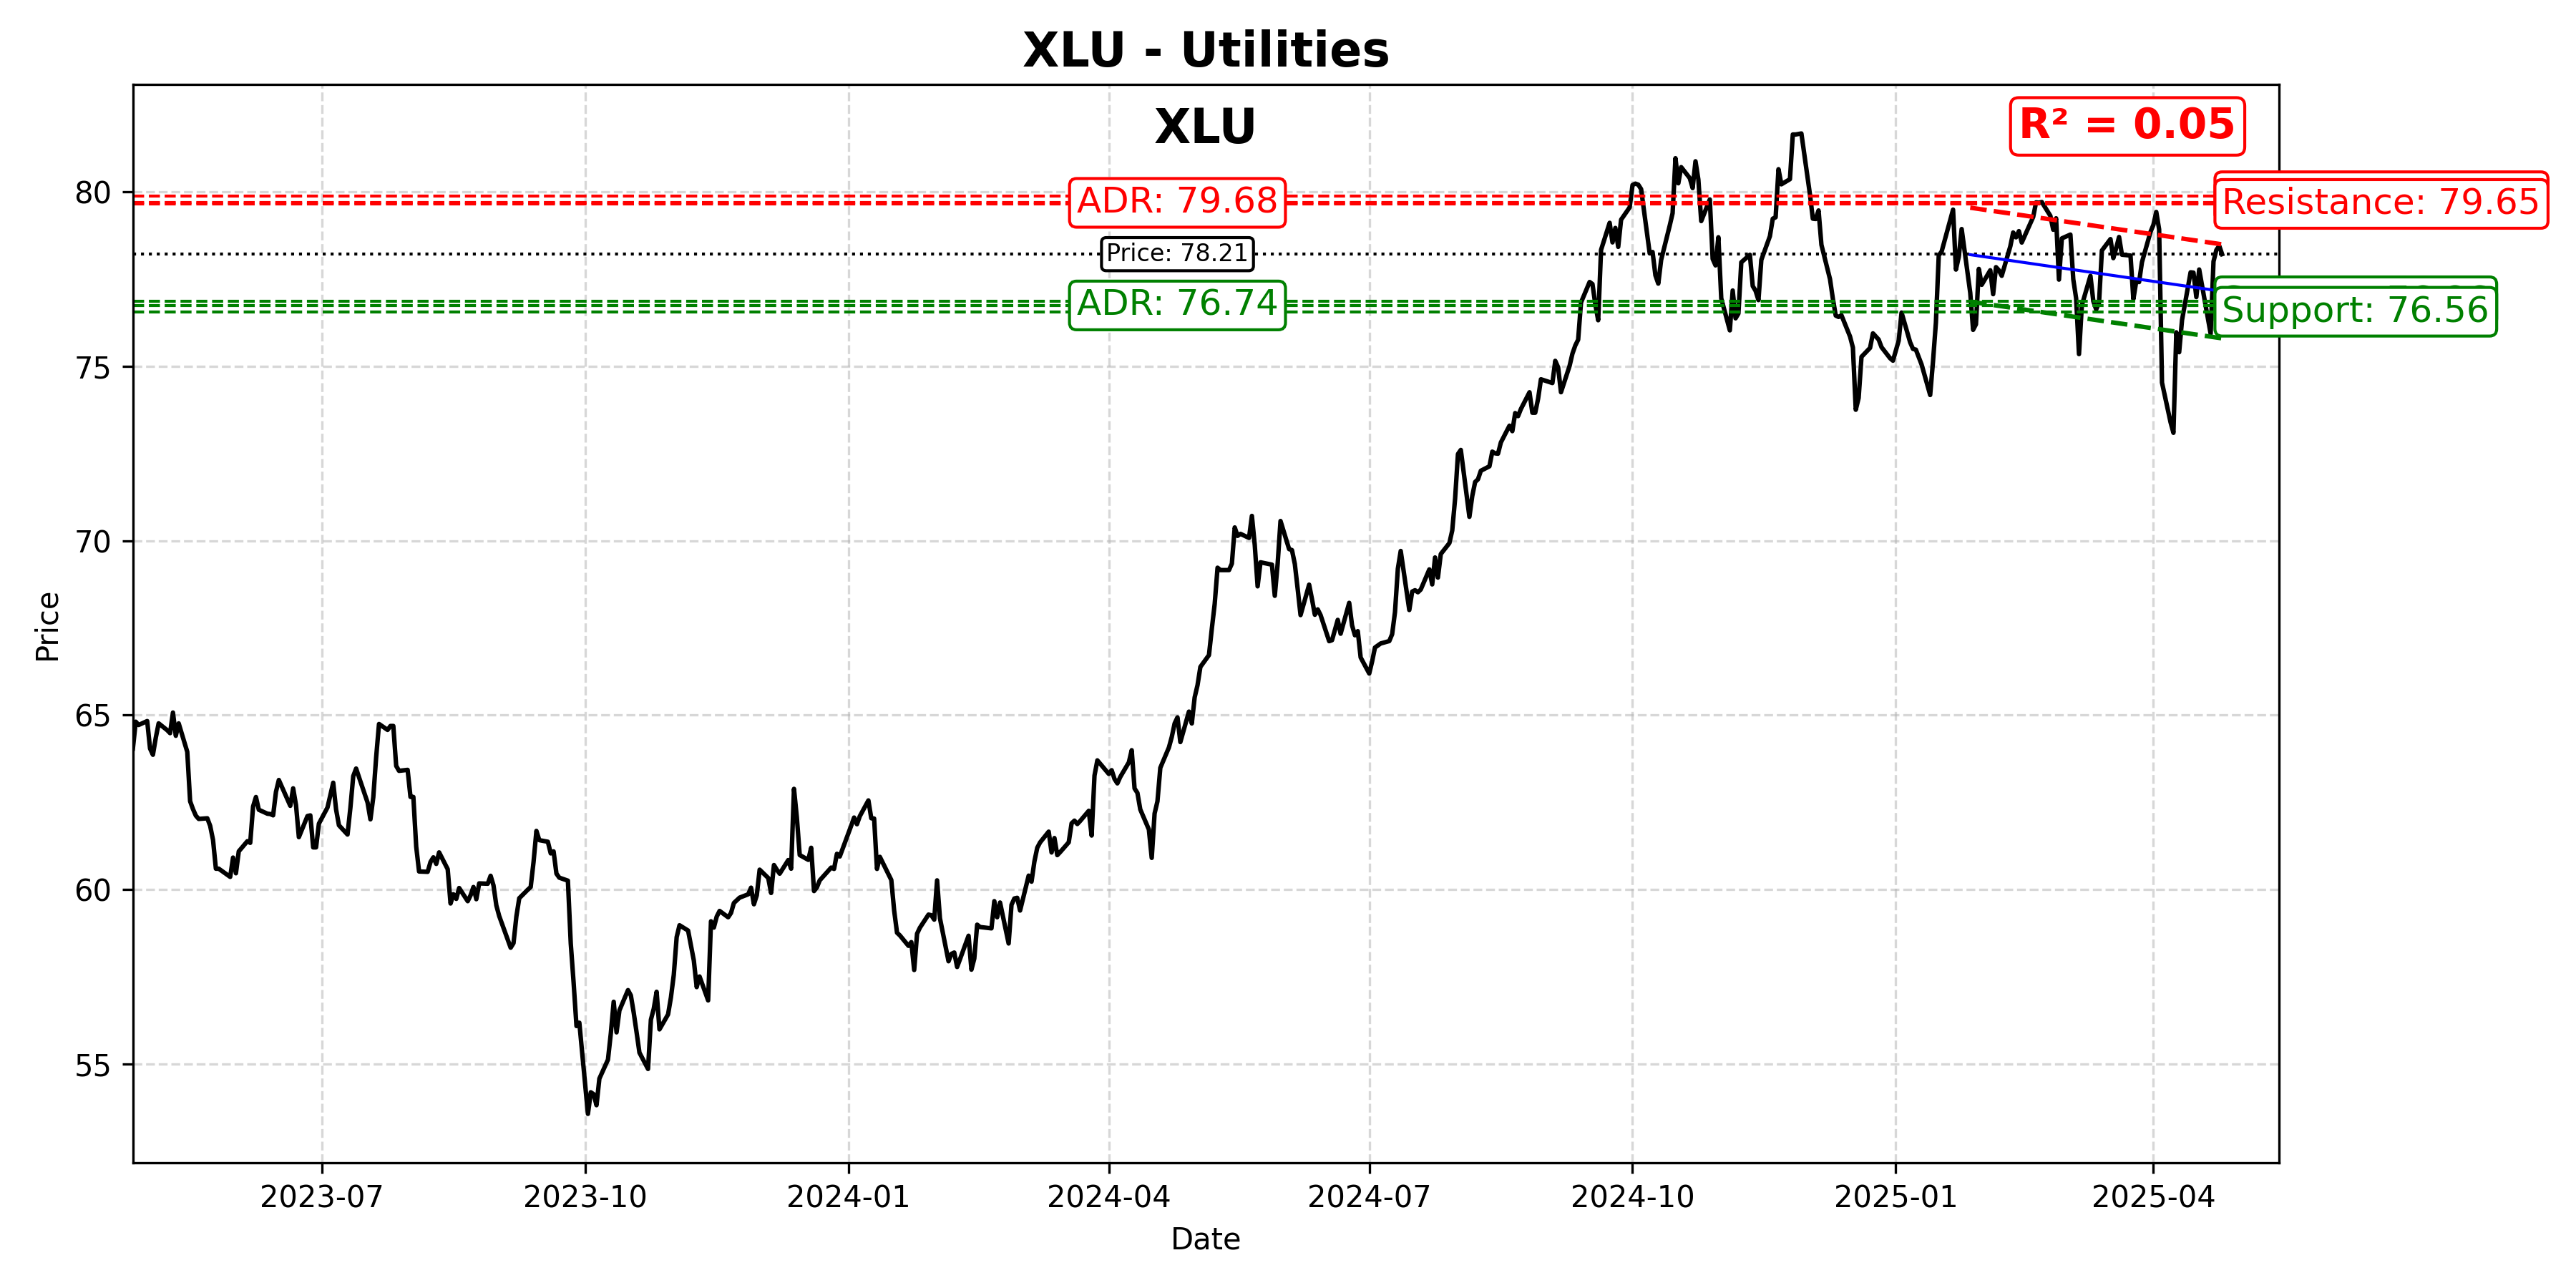 XLU - Utilities
XLU
R² = 0.05
80
75
70
65
60
55
Price
ADR: 79.68
Price: 78.21
ADR: 76.74
Resistance: 79.65
Support: 76.56
2023-07
2023-10
2024-01
2024-04
2024-07
2024-10
2025-01
2025-04
Date